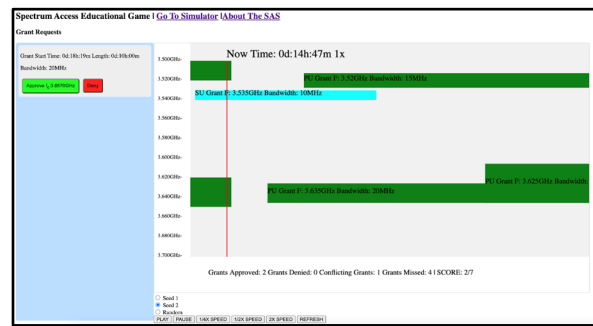 Spectrum Access Educational Game | Go To Simulator |About The SAS
Grant Requests
Grant Start Time: 0d:18h:19m Length: 0d:10h:00m
Bandwidth: 20MHz
Deny
Now Time: 0d:14h:47m 1x
3.500GHz-
3.520GHz-
PU Grant F: 3.52GHz Bandwidth: 15MHz
3.540GHz-
SU Grant F: 3.535GHz Bandwidth: 10MHz
3.560GHz-
3.580GHz-
3.600GHz-
3.620GHz-
PU Grant F: 3.625GHz Bandwidth:
3.640GHz-
PU Grant F: 3.635GHz Bandwidth: 20MHz
3.660GHz-
3.680GHz-
3.700GHz-
Grants Approved: 2 Grants Denied: 0 Conflicting Grants: 1 Grants Missed: 4 | SCORE: 2/7
Seed 1
Seed 2
Random
PLAY PAUSE 1/4X SPEED 1/2X SPEED 2X SPEED REFRESH